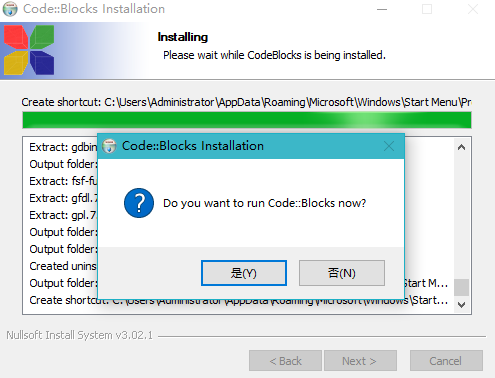 Code::Blocks Installation
Installing
Please wait while CodeBlocks is being installed.
Create shortcut: C:\Users\Administrator\AppData\Roaming\Microsoft\Windows\Start Menu\Pr
Extract: gdbin
Output folder:
Extract: fsf-fu
Extract: gfdl.7
Extract: gpl.7
Output folder:
Output folder:
Created unins
Output folder: Start M...
Create shortcut: C:\Users\Administrator\AppData\Roaming\Microsoft\Windows\Start...
Code::Blocks Installation
Do you want to run Code::Blocks now?
是(Y)
否(N)
Nullsoft Install System v3.02.1
< Back
Next >
Cancel